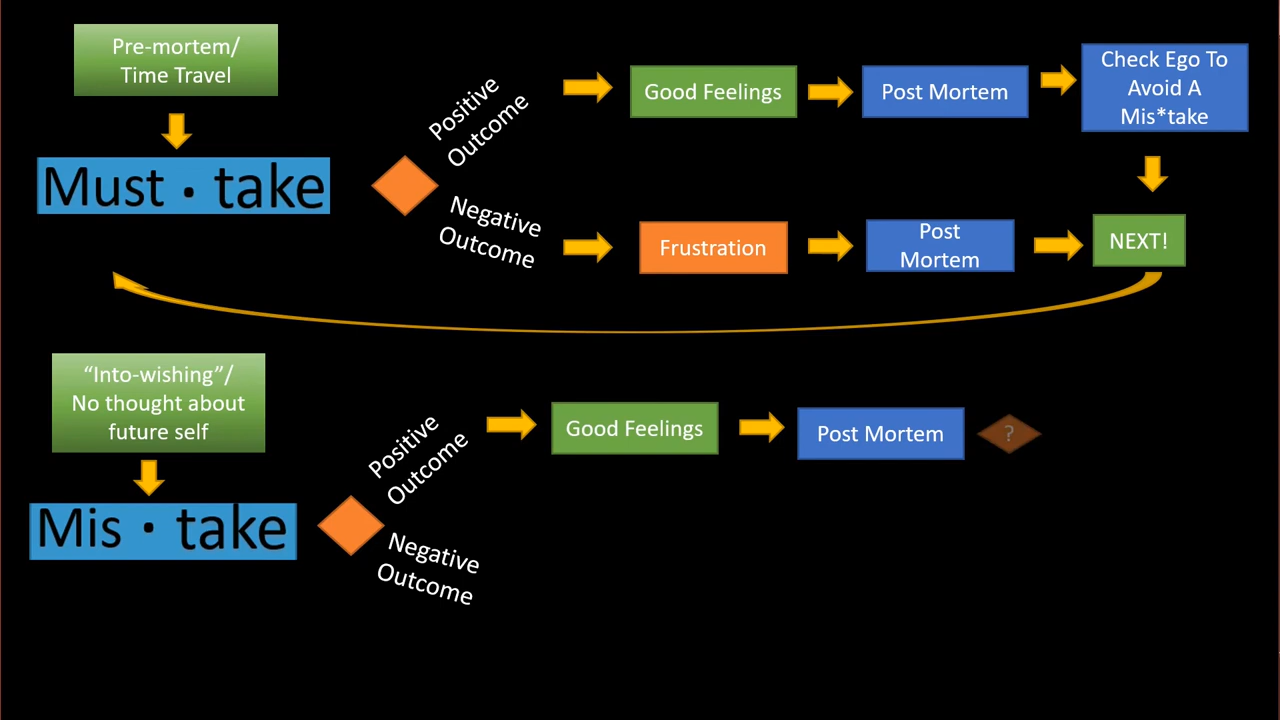 Pre-mortem/
Time Travel
Must · take
Positive
Outcome
Negative
Outcome
Good Feelings
Post Mortem
Check Ego To
Avoid A
Mis*take
Frustration
Post
Mortem
NEXT!
“Into-wishing”/
No thought about
future self
Mis · take
Positive
Outcome
Negative
Outcome
Good Feelings
Post Mortem
?